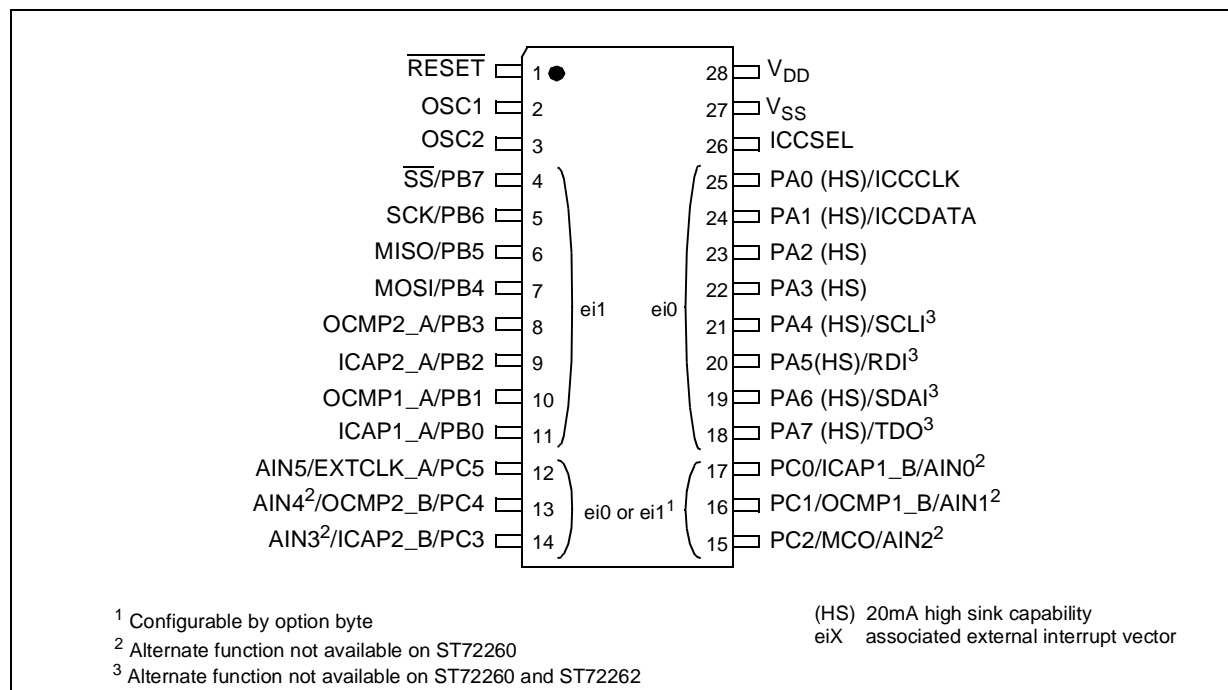 RESET 1 28 VDD
OSC1 2 27 VSS
OSC2 3 26 ICCSEL
SS/PB7 4 25 PA0 (HS)/ICCCLK
SCK/PB6 5 24 PA1 (HS)/ICCDATA
MISO/PB5 6 23 PA2 (HS)
MOSI/PB4 7 22 PA3 (HS)
ei1 ei0
OCMP2_A/PB3 8 21 PA4 (HS)/SCLI³
ICAP2_A/PB2 9 20 PA5(HS)/RDI³
OCMP1_A/PB1 10 19 PA6 (HS)/SDAI³
ICAP1_A/PB0 11 18 PA7 (HS)/TDO³
AIN5/EXTCLK_A/PC5 12 17 PC0/ICAP1_B/AIN0²
AIN4²/OCMP2_B/PC4 13 ei0 or ei1¹ 16 PC1/OCMP1_B/AIN1²
AIN3²/ICAP2_B/PC3 14 15 PC2/MCO/AIN2²
¹ Configurable by option byte
² Alternate function not available on ST72260
³ Alternate function not available on ST72260 and ST72262
(HS) 20mA high sink capability
eiX associated external interrupt vector